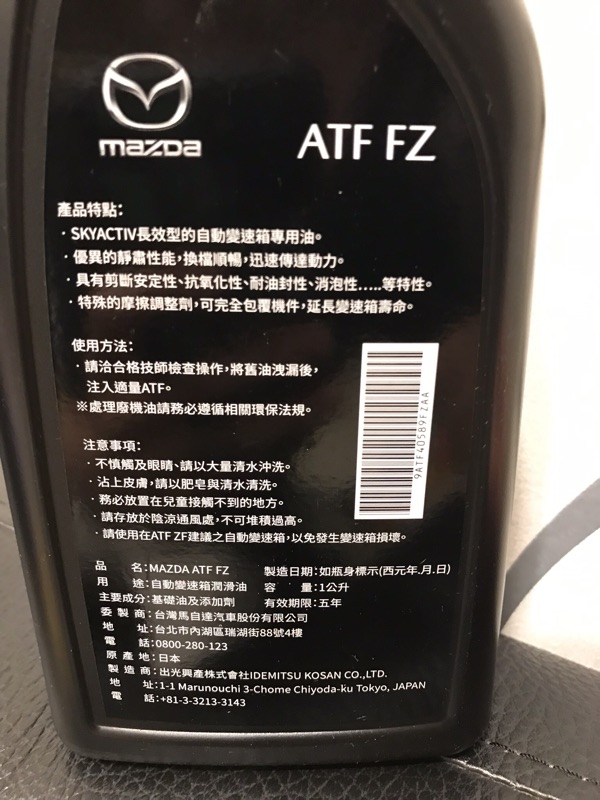 mazda
ATF FZ
產品特點：
·SKYACTIV長效型的自動變速箱專用油。
·優異的靜肅性能，換檔順暢，迅速傳達動力。
·具有剪斷安定性、抗氧化性、耐油封性、消泡性.....等特性。
·特殊的摩擦調整劑，可完全包覆機件，延長變速箱壽命。
使用方法：
·請洽合格技師檢查操作，將舊油洩漏後，
注入適量ATF。
※處理廢機油請務必遵循相關環保法規。
9ATF40589FZAA
注意事項：
·不慎觸及眼睛、請以大量清水沖洗。
·沾上皮膚，請以肥皂與清水清洗。
·務必放置在兒童接觸不到的地方。
·請存放於陰涼通風處，不可堆積過高。
·請使用在ATF ZF建議之自動變速箱，以免發生變速箱損壞。
品 名：MAZDA ATF FZ 製造日期：如瓶身標示(西元年.月.日)
用 途：自動變速箱潤滑油 容 量：1公升
主要成分：基礎油及添加劑 有效期限：五年
委 製 商：台灣馬自達汽車股份有限公司
地 址：台北市內湖區瑞湖街88號4樓
電 話：0800-280-123
原 產 地：日本
製 造 商：出光興產株式會社IDEMITSU KOSAN CO.,LTD.
地 址：1-1 Marunouchi 3-Chome Chiyoda-ku Tokyo, JAPAN
電 話：+81-3-3213-3143